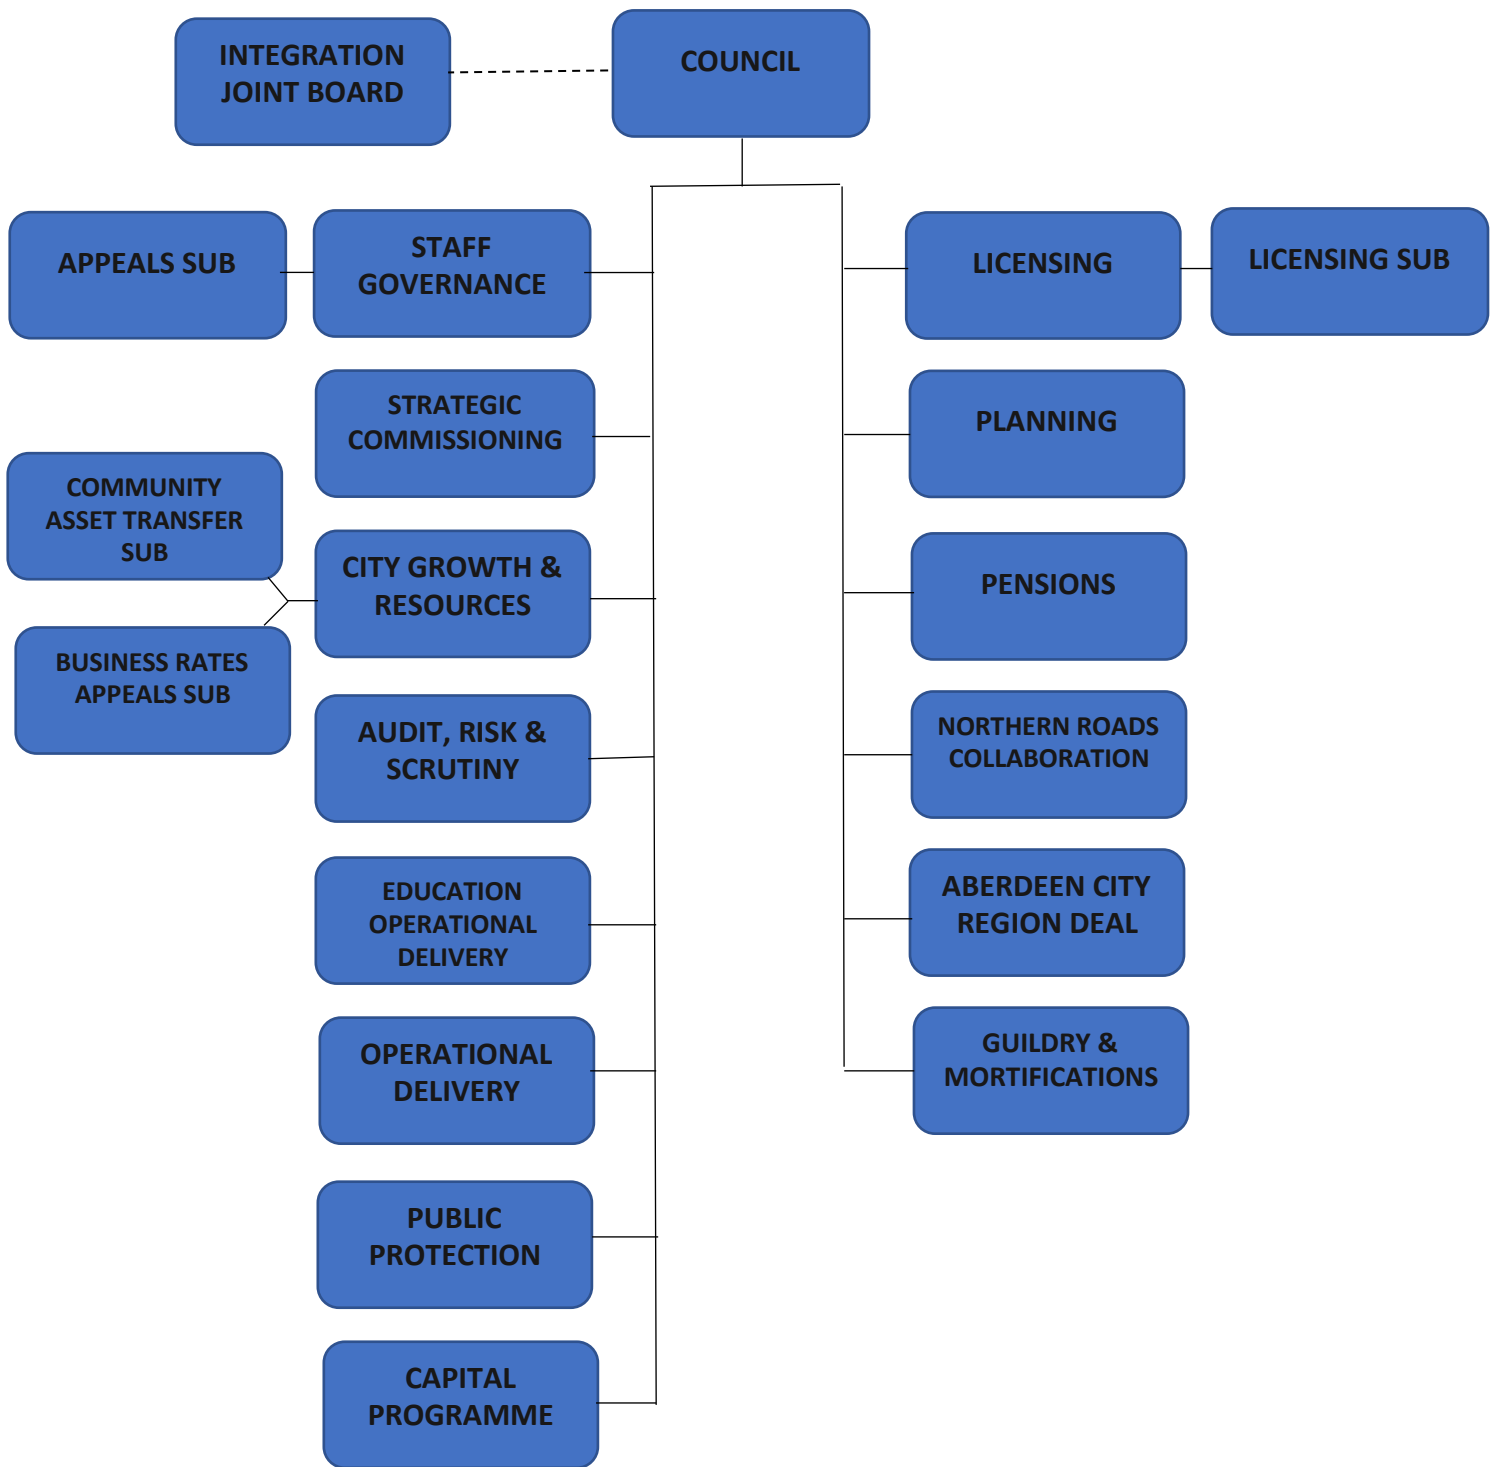 INTEGRATION
JOINT BOARD
COUNCIL
APPEALS SUB
STAFF
GOVERNANCE
LICENSING
LICENSING SUB
STRATEGIC
COMMISSIONING
PLANNING
COMMUNITY
ASSET TRANSFER
SUB
CITY GROWTH &
RESOURCES
PENSIONS
BUSINESS RATES
APPEALS SUB
AUDIT, RISK &
SCRUTINY
NORTHERN ROADS
COLLABORATION
EDUCATION
OPERATIONAL
DELIVERY
ABERDEEN CITY
REGION DEAL
OPERATIONAL
DELIVERY
GUILDRY &
MORTIFICATIONS
PUBLIC
PROTECTION
CAPITAL
PROGRAMME